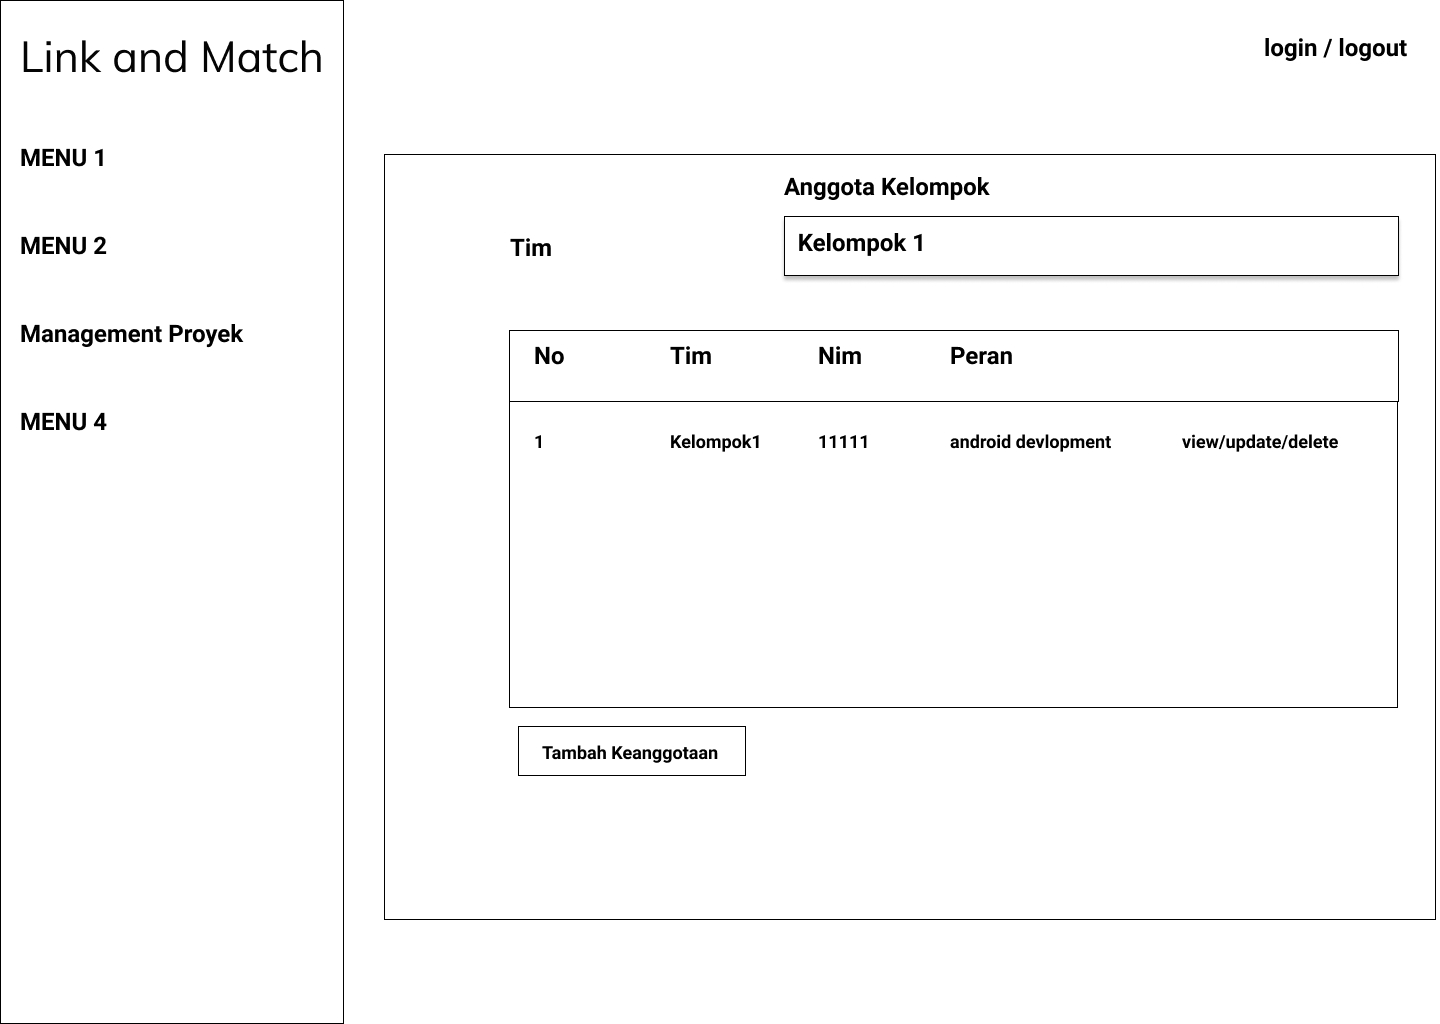 Link and Match
login / logout
MENU 1
MENU 2
Management Proyek
MENU 4
Anggota Kelompok
Tim
Kelompok 1
No Tim Nim Peran
1 Kelompok1 11111 android devlopment view/update/delete
Tambah Keanggotaan